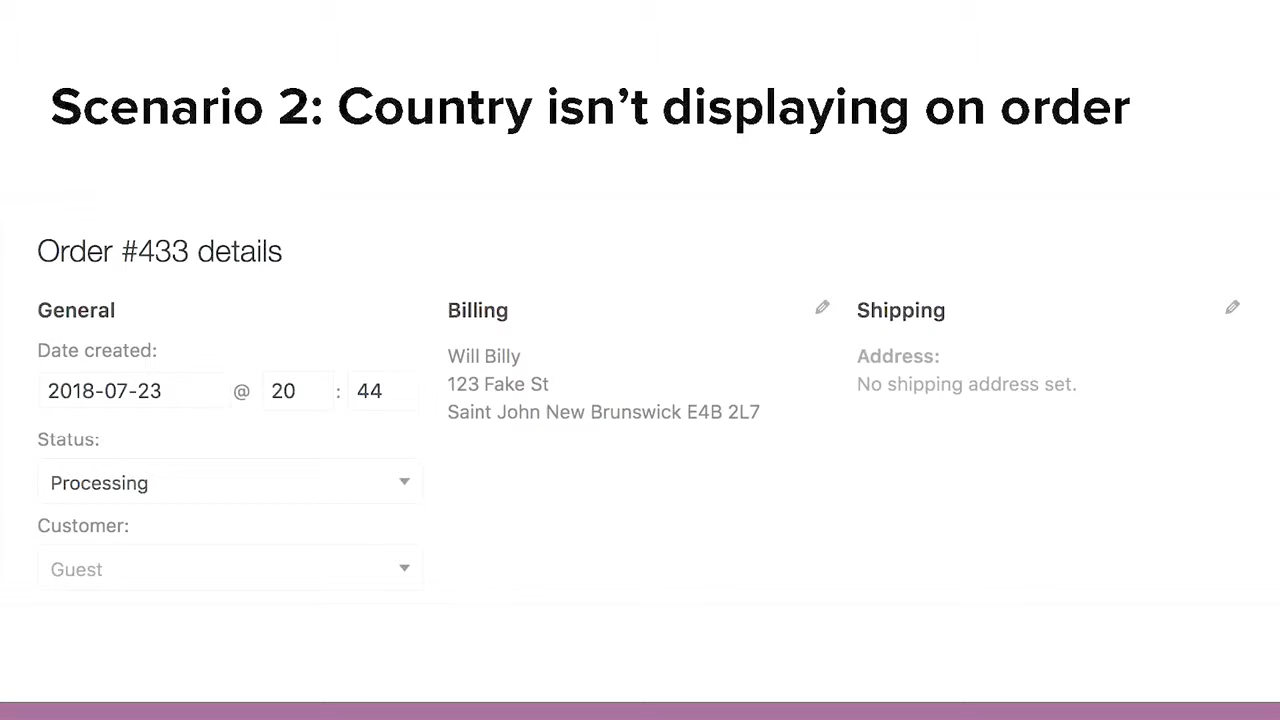 Scenario 2: Country isn’t displaying on order
Order #433 details
General
Date created:
2018-07-23 @ 20 : 44
Status:
Processing
Customer:
Guest
Billing
Will Billy
123 Fake St
Saint John New Brunswick E4B 2L7
Shipping
Address:
No shipping address set.